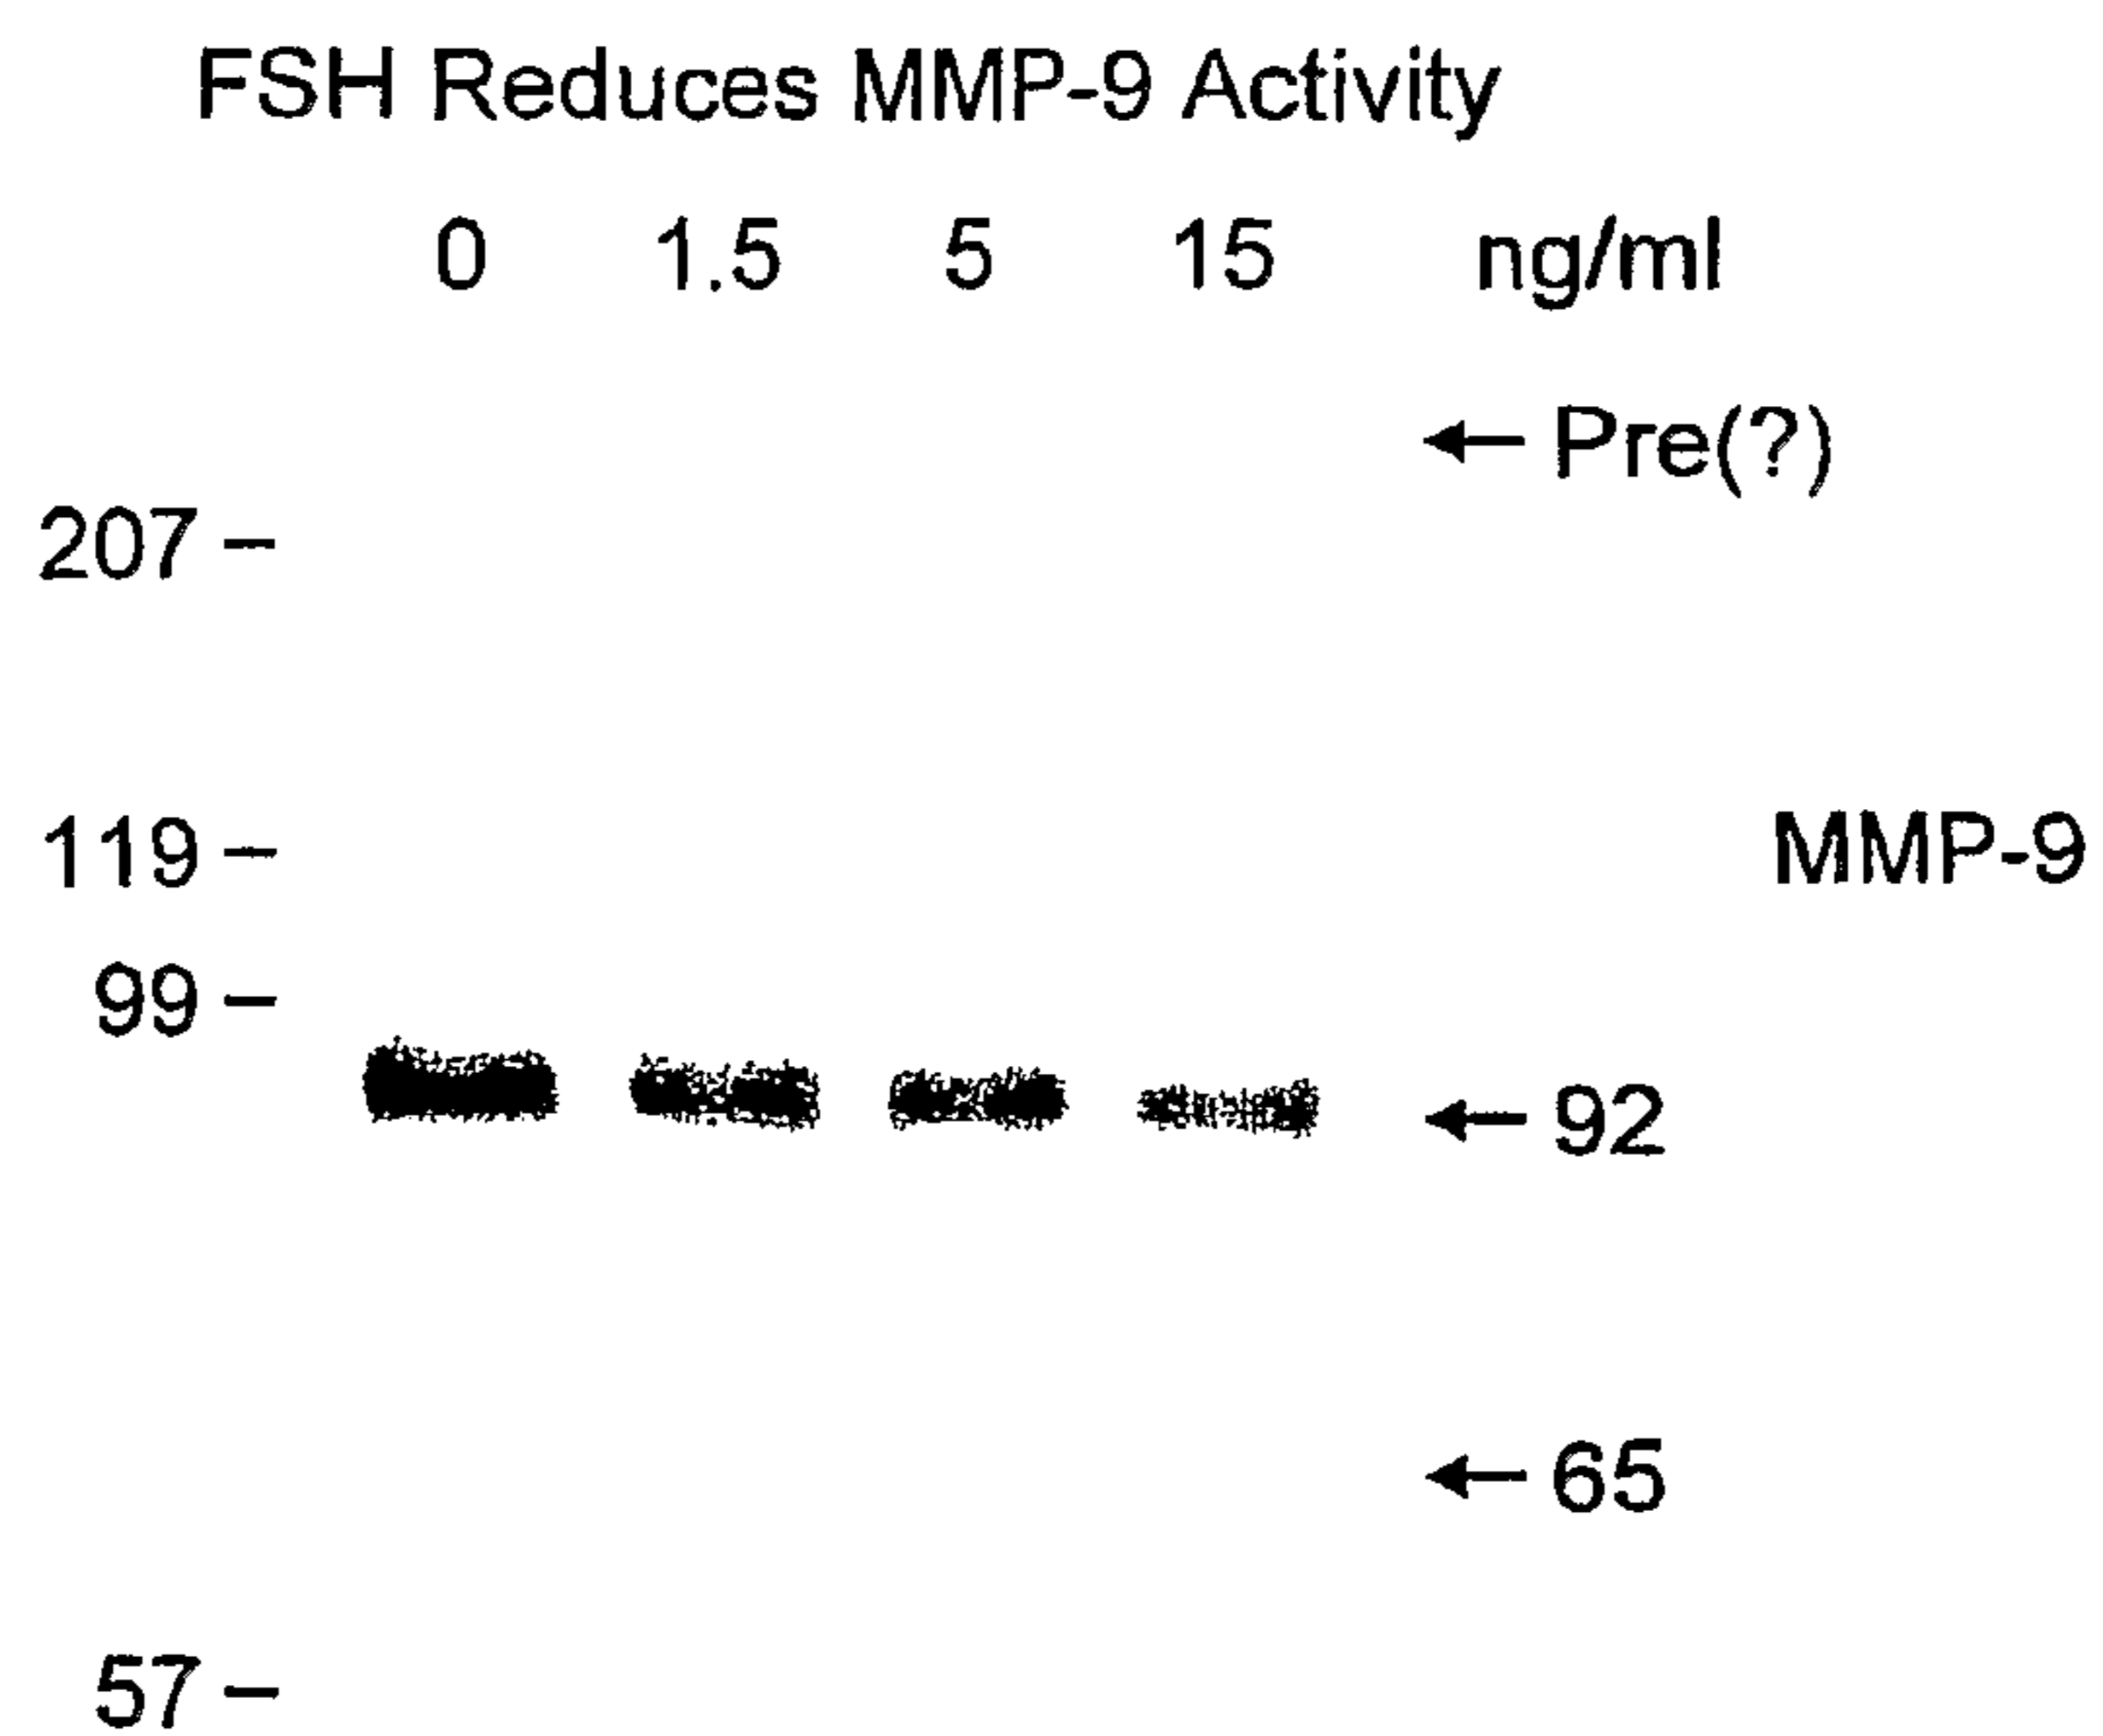 FSH Reduces MMP-9 Activity
0 1.5 5 15 ng/ml
Pre(?)
207
119 MMP-9
99
92
65
57